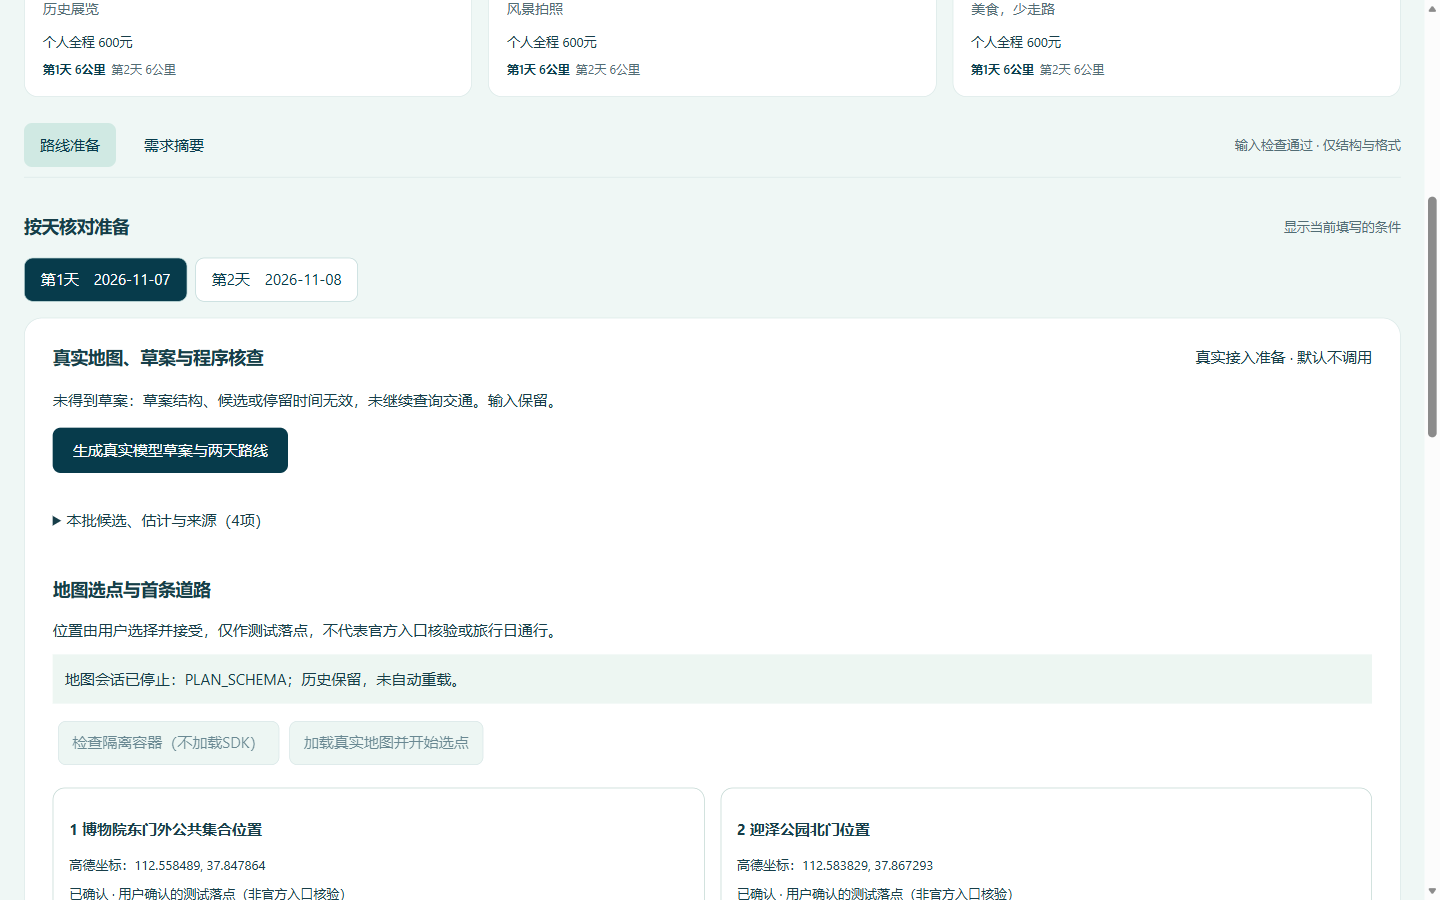 历史展览
个人全程 600元
第1天 6公里 第2天 6公里
风景拍照
个人全程 600元
第1天 6公里 第2天 6公里
美食，少走路
个人全程 600元
第1天 6公里 第2天 6公里
路线准备
需求摘要
输入检查通过 · 仅结构与格式
按天核对准备
显示当前填写的条件
第1天 2026-11-07
第2天 2026-11-08
真实地图、草案与程序核查
真实接入准备 · 默认不调用
未得到草案：草案结构、候选或停留时间无效，未继续查询交通。输入保留。
生成真实模型草案与两天路线
▶ 本批候选、估计与来源（4项）
地图选点与首条道路
位置由用户选择并接受，仅作测试落点，不代表官方入口核验或旅行日通行。
地图会话已停止：PLAN_SCHEMA；历史保留，未自动重载。
检查隔离容器（不加载SDK）
加载真实地图并开始选点
1 博物院东门外公共集合位置
高德坐标：112.558489, 37.847864
已确认 · 用户确认的测试落点（非官方入口核验）
2 迎泽公园北门位置
高德坐标：112.583829, 37.867293
已确认 · 用户确认的测试落点（非官方入口核验）